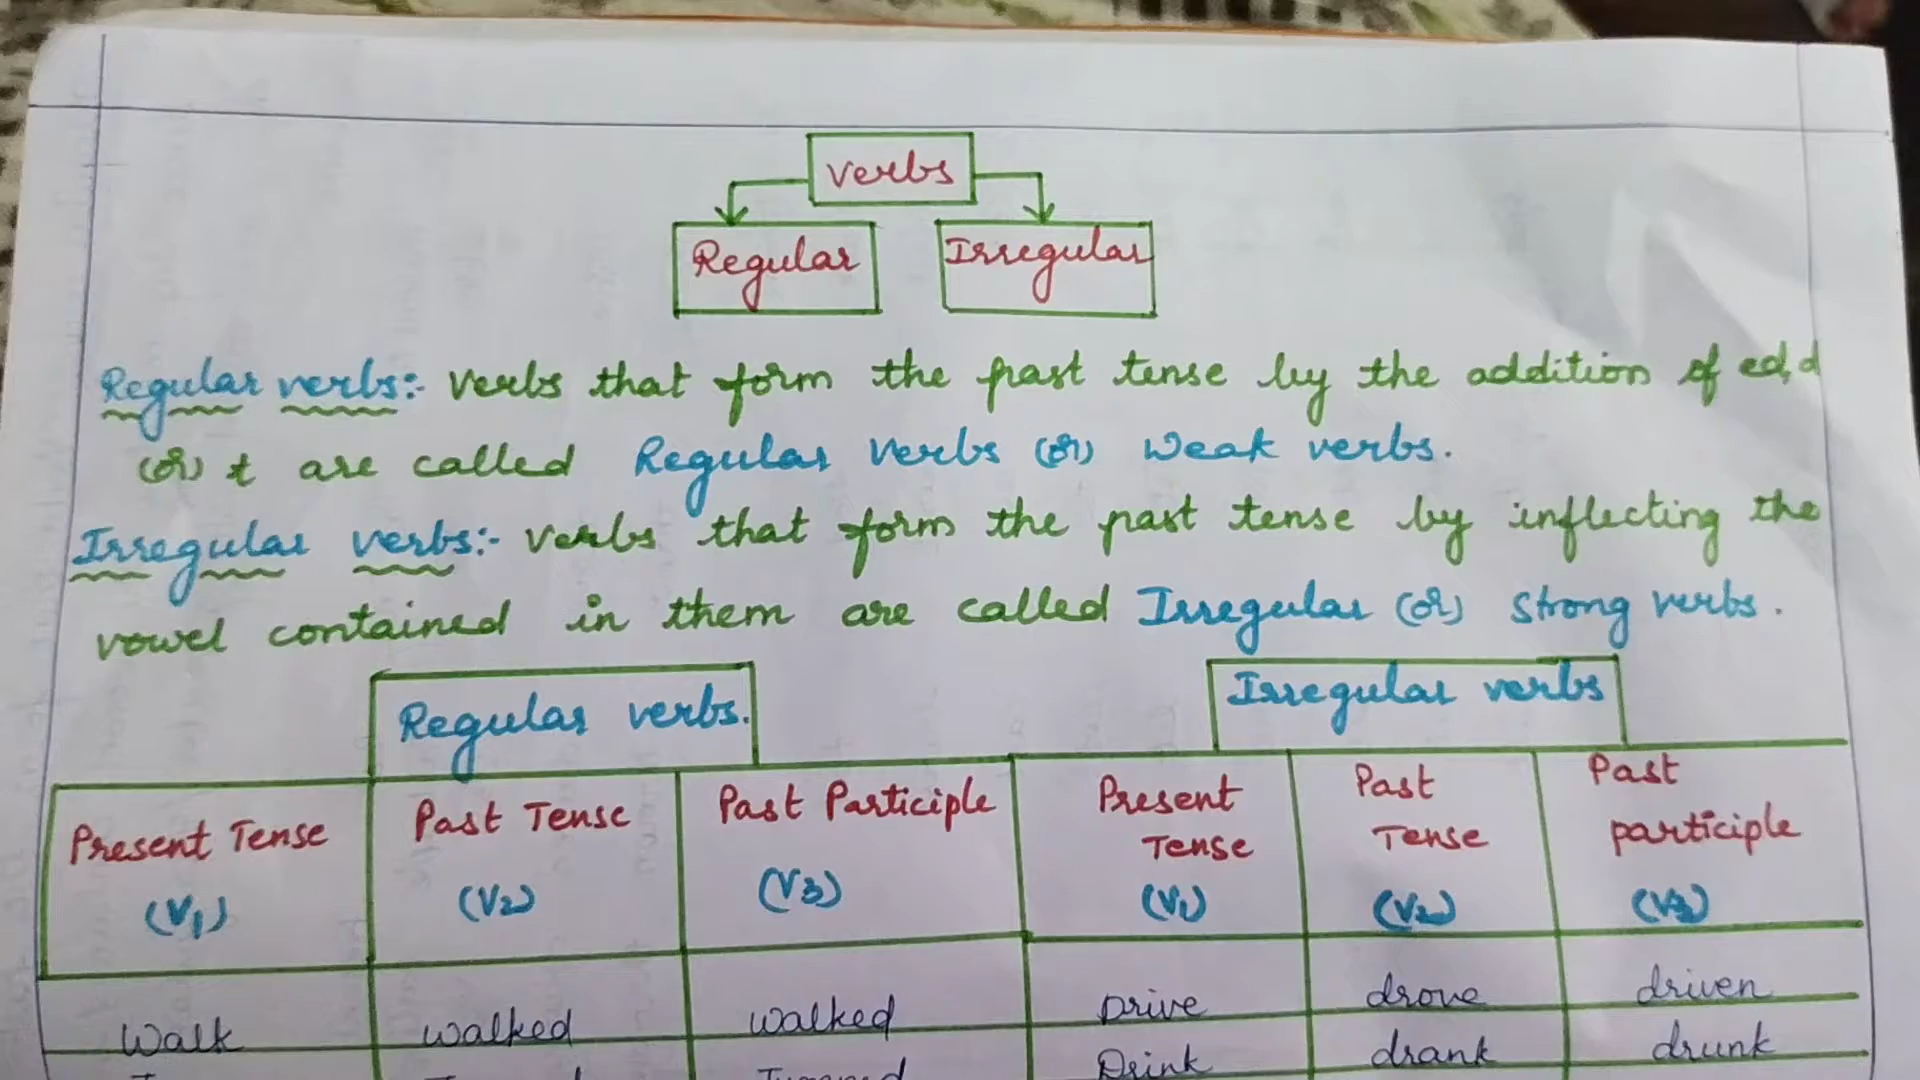 Verbs
Regular Irregular
Regular verbs:- Verbs that form the past tense by the addition of ed, d
(or) t are called Regular Verbs (or) Weak verbs.
Irregular verbs:- Verbs that form the past tense by inflecting the
vowel contained in them are called Irregular (or) Strong verbs.
Regular verbs. Irregular verbs
Present Tense (V1) Past Tense (V2) Past Participle (V3) Present Tense (V1) Past Tense (V2) Past participle (V3)
Walk walked walked Drive drove driven
Drink drank drunk